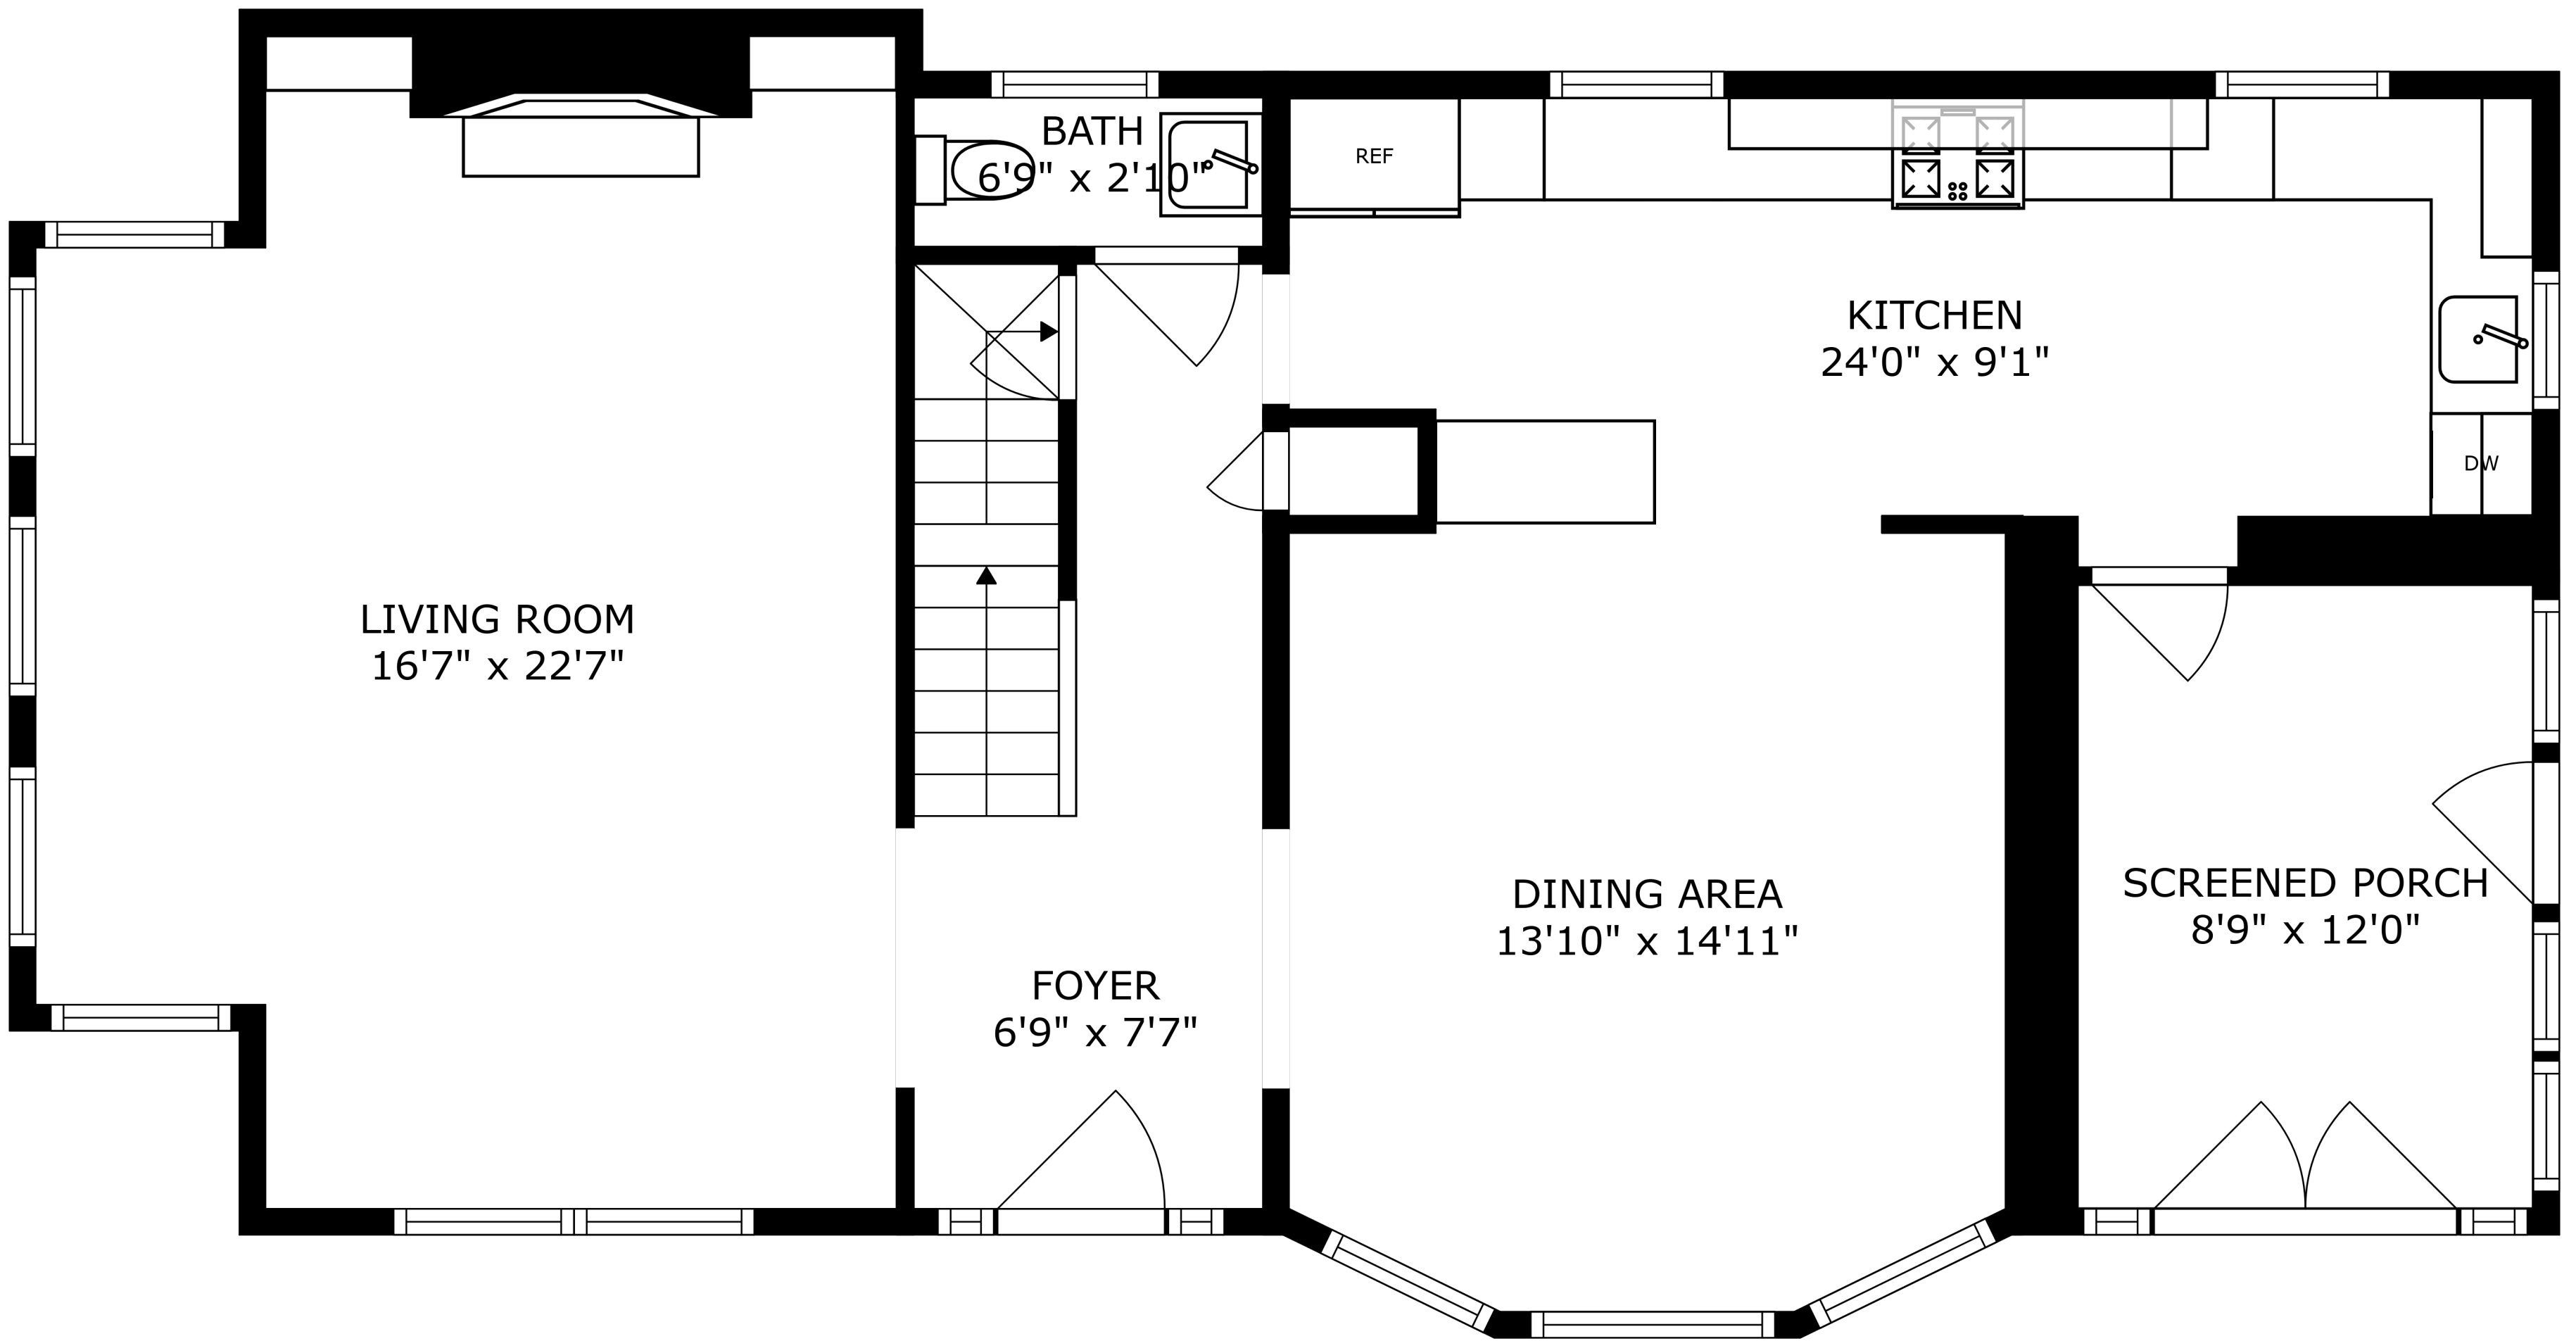 BATH
6'9" x 2'10"
REF
KITCHEN
24'0" x 9'1"
DW
LIVING ROOM
16'7" x 22'7"
DINING AREA
13'10" x 14'11"
SCREENED PORCH
8'9" x 12'0"
FOYER
6'9" x 7'7"